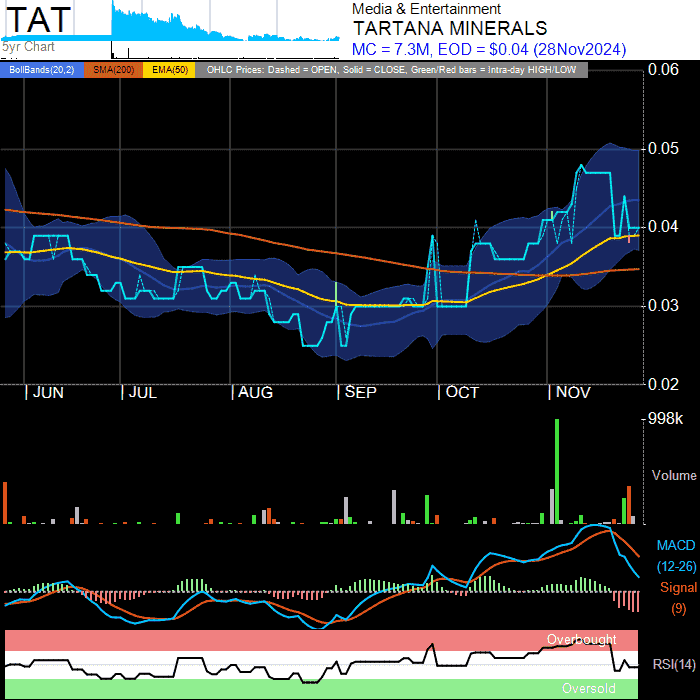 TAT
5yr Chart
Media & Entertainment
TARTANA MINERALS
MC = 7.3M, EOD = $0.04 (28Nov2024)
BollBands(20,2) SMA(200) EMA(50) OHLC Prices: Dashed = OPEN, Solid = CLOSE, Green/Red bars = Intra-day HIGH/LOW
0.06
0.05
0.04
0.03
0.02
JUN JUL AUG SEP OCT NOV
998k
Volume
MACD
(12-26)
Signal
(9)
Overbought
RSI(14)
Oversold